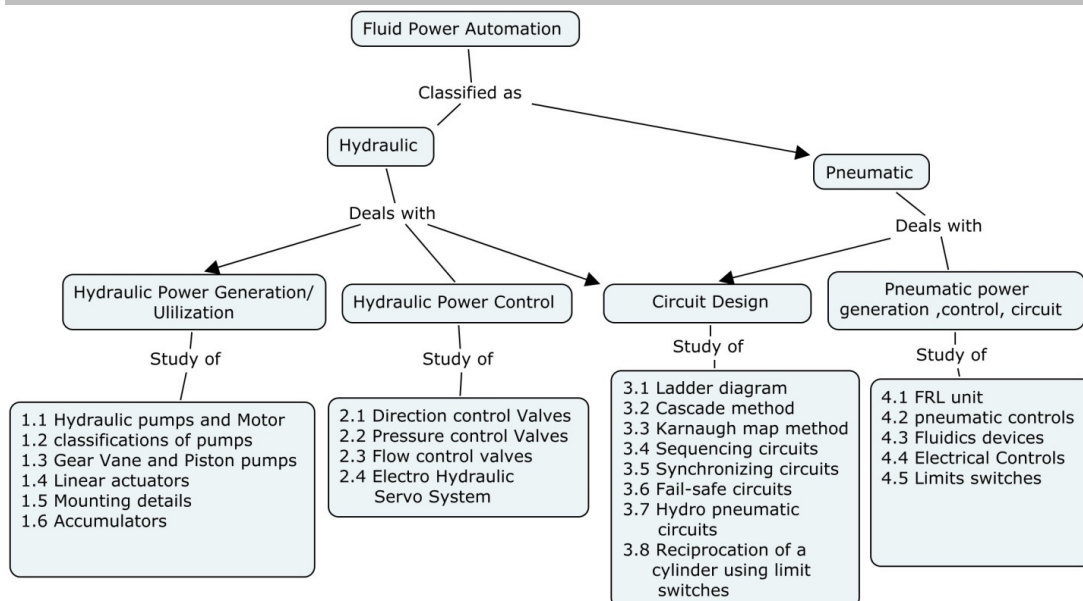 Fluid Power Automation
Classified as
Hydraulic
Pneumatic
Deals with
Deals with
Hydraulic Power Generation/
Ulilization
Hydraulic Power Control
Circuit Design
Pneumatic power
generation ,control, circuit
Study of
Study of
Study of
Study of
1.1 Hydraulic pumps and Motor
1.2 classifications of pumps
1.3 Gear Vane and Piston pumps
1.4 Linear actuators
1.5 Mounting details
1.6 Accumulators
2.1 Direction control Valves
2.2 Pressure control Valves
2.3 Flow control valves
2.4 Electro Hydraulic
Servo System
3.1 Ladder diagram
3.2 Cascade method
3.3 Karnaugh map method
3.4 Sequencing circuits
3.5 Synchronizing circuits
3.6 Fail-safe circuits
3.7 Hydro pneumatic
circuits
3.8 Reciprocation of a
cylinder using limit
switches
4.1 FRL unit
4.2 pneumatic controls
4.3 Fluidics devices
4.4 Electrical Controls
4.5 Limits switches